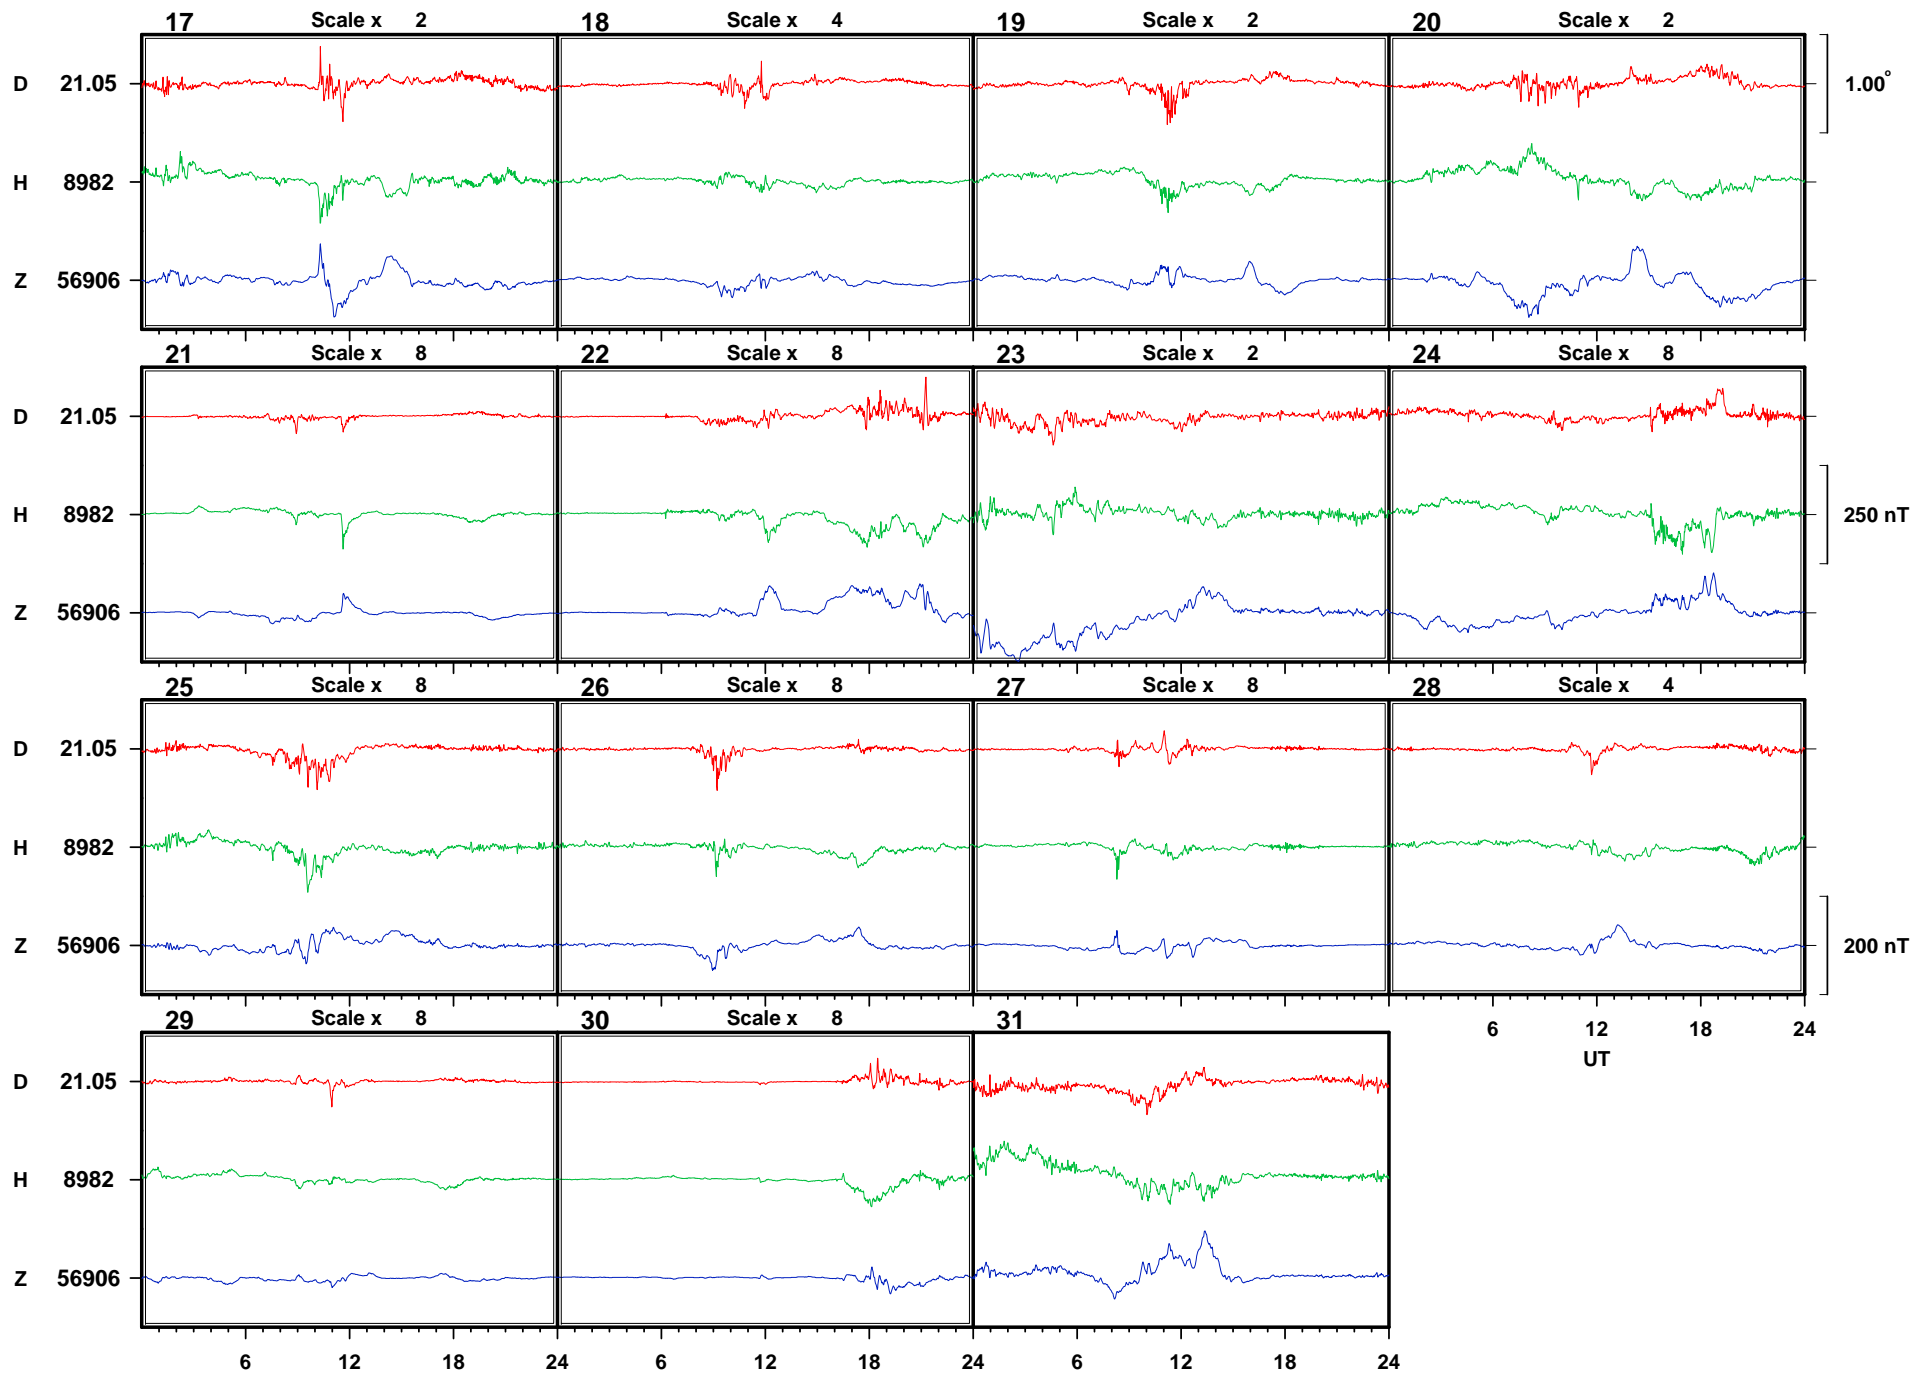 17 Scale x 2 18 Scale x 4 19 Scale x 2 20 Scale x 2
D 21.05 1.00°
H 8982
Z 56906
21 Scale x 8 22 Scale x 8 23 Scale x 2 24 Scale x 8
D 21.05
H 8982 250 nT
Z 56906
25 Scale x 8 26 Scale x 8 27 Scale x 8 28 Scale x 4
D 21.05
H 8982
Z 56906 200 nT
29 Scale x 8 30 Scale x 8 31
6 12 18 24
UT
D 21.05
H 8982
Z 56906
6 12 18 24 6 12 18 24 6 12 18 24